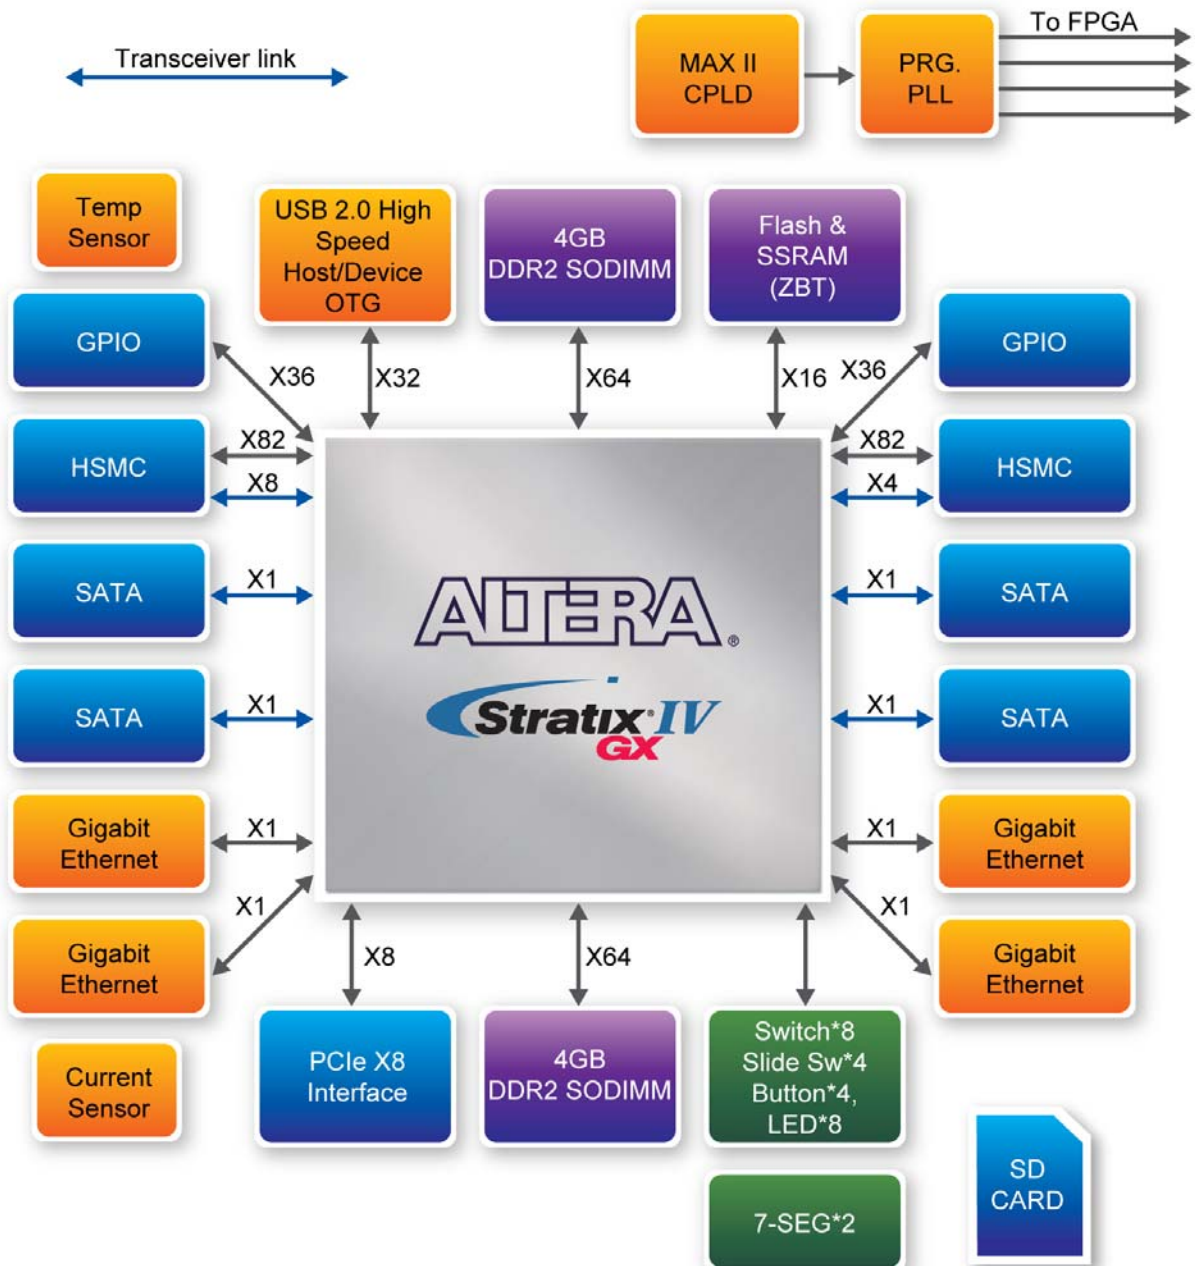 Transceiver link
MAX II
CPLD
PRG.
PLL
To FPGA
Temp
Sensor
USB 2.0 High
Speed
Host/Device
OTG
4GB
DDR2 SODIMM
Flash &
SSRAM
(ZBT)
GPIO
X36
X32
X64
X16
X36
GPIO
HSMC
X82
X8
X82
X4
HSMC
SATA
X1
X1
SATA
ALTERA®
Stratix IV
GX
SATA
X1
X1
SATA
Gigabit
Ethernet
X1
X1
Gigabit
Ethernet
Gigabit
Ethernet
X1
X8
X64
X1
Gigabit
Ethernet
Current
Sensor
PCIe X8
Interface
4GB
DDR2 SODIMM
Switch*8
Slide Sw*4
Button*4,
LED*8
7-SEG*2
SD
CARD